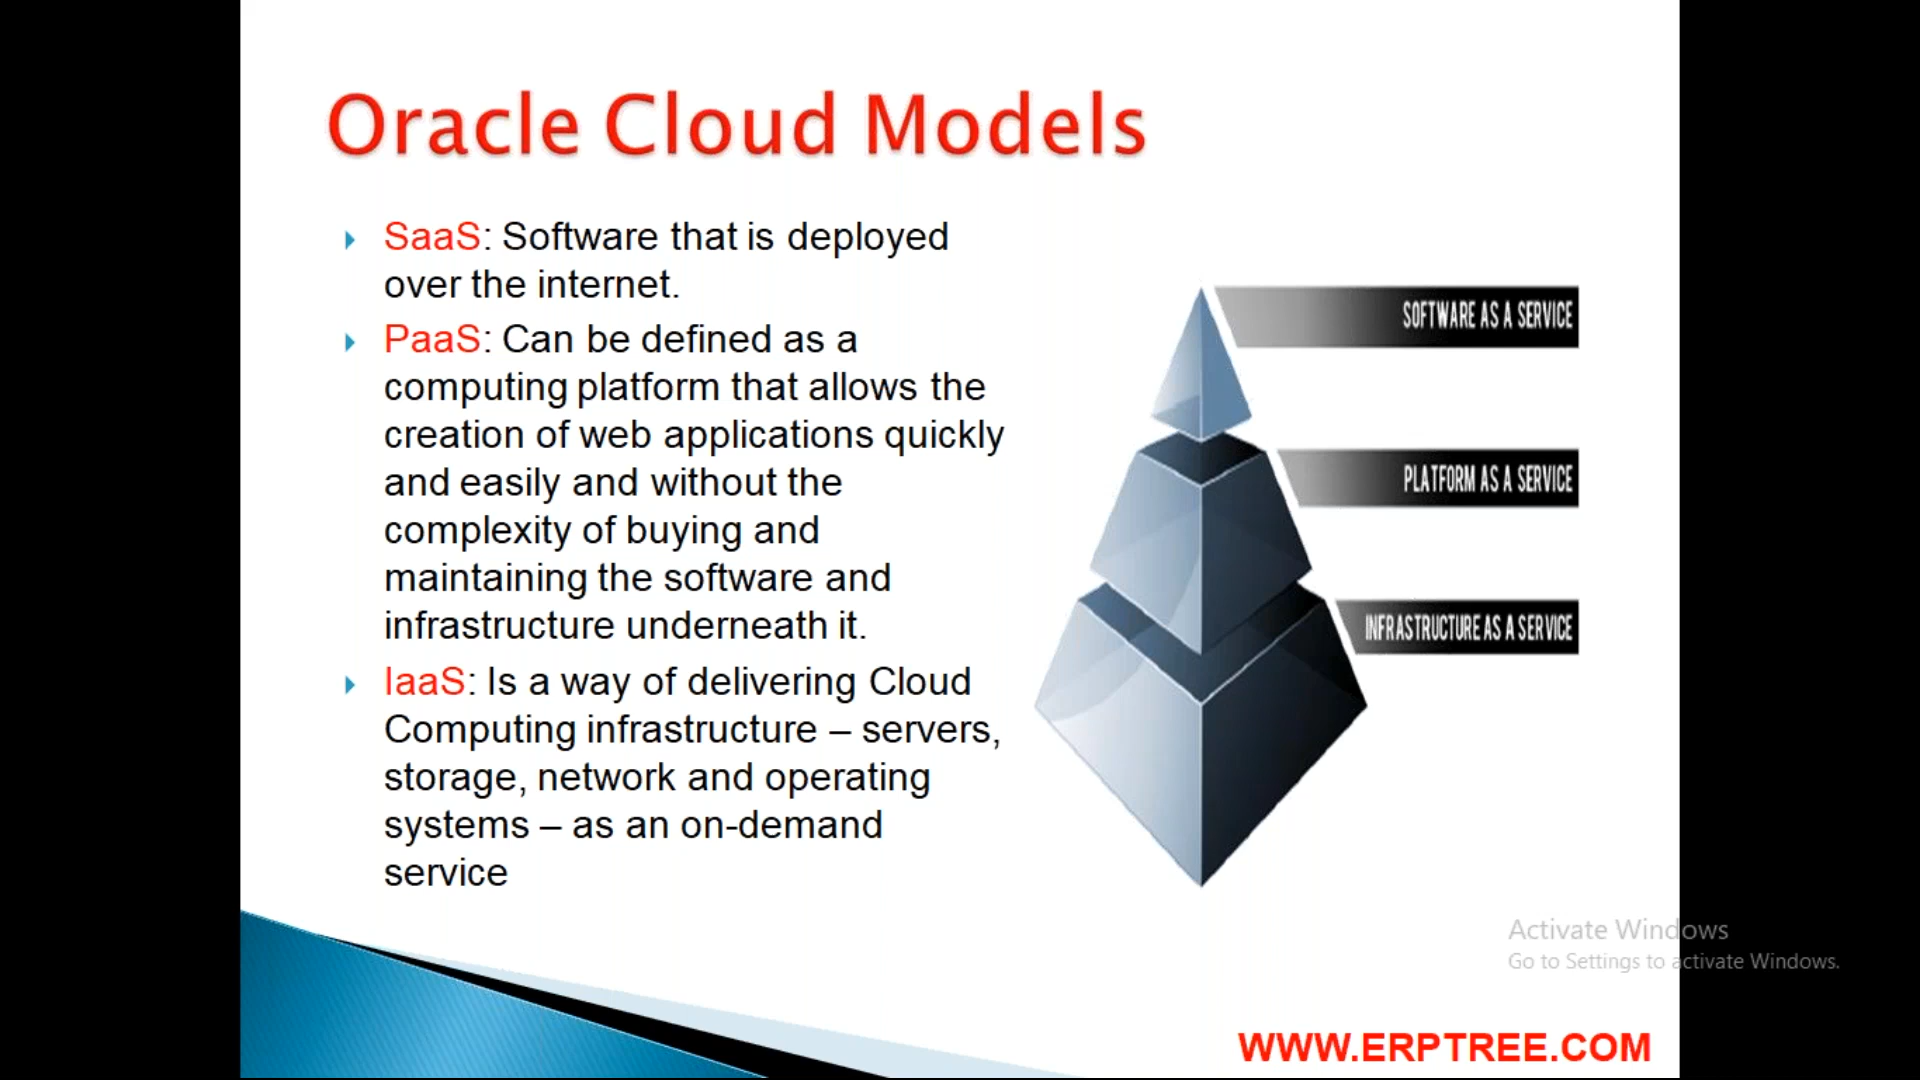 Oracle Cloud Models
SaaS: Software that is deployed
over the internet.
PaaS: Can be defined as a
computing platform that allows the
creation of web applications quickly
and easily and without the
complexity of buying and
maintaining the software and
infrastructure underneath it.
IaaS: Is a way of delivering Cloud
Computing infrastructure – servers,
storage, network and operating
systems – as an on-demand
service
SOFTWARE AS A SERVICE
PLATFORM AS A SERVICE
INFRASTRUCTURE AS A SERVICE
Activate Windows
Go to Settings to activate Windows.
WWW.ERPTREE.COM